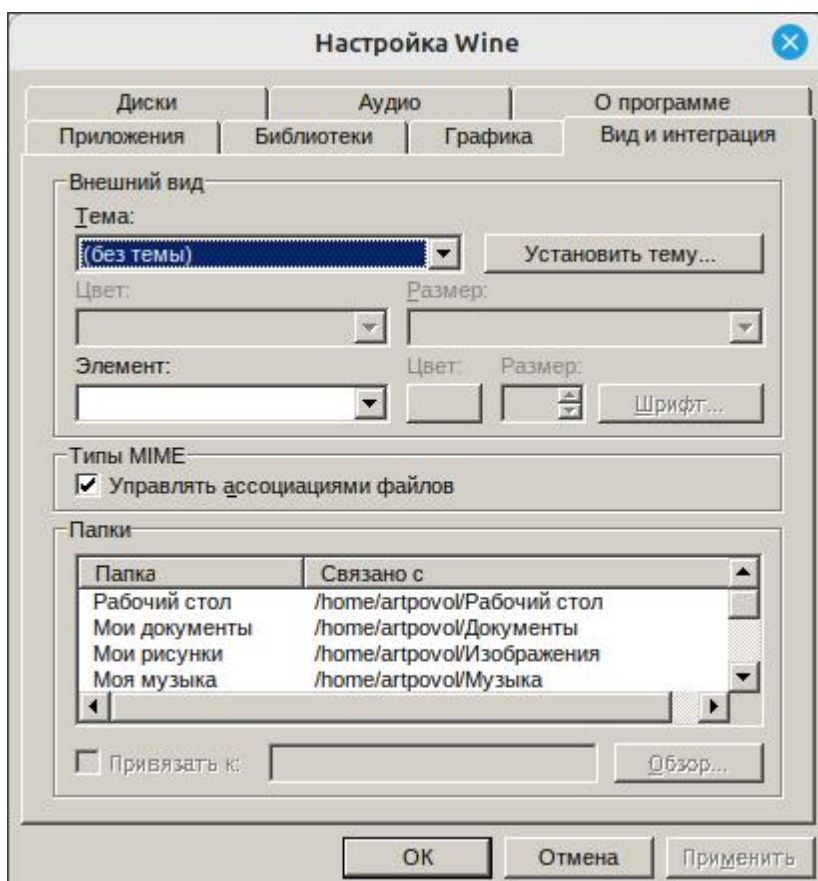 Настройка Wine
Диски Аудио О программе
Приложения Библиотеки Графика Вид и интеграция
Внешний вид
Тема:
(без темы) Установить тему...
Цвет: Размер:
Элемент: Цвет: Размер:
Шрифт...
Типы MIME
Управлять ассоциациями файлов
Папки
Папка Связано с
Рабочий стол /home/artpovol/Рабочий стол
Мои документы /home/artpovol/Документы
Мои рисунки /home/artpovol/Изображения
Моя музыка /home/artpovol/Музыка
Привязать к: Обзор...
ОК Отмена Применить